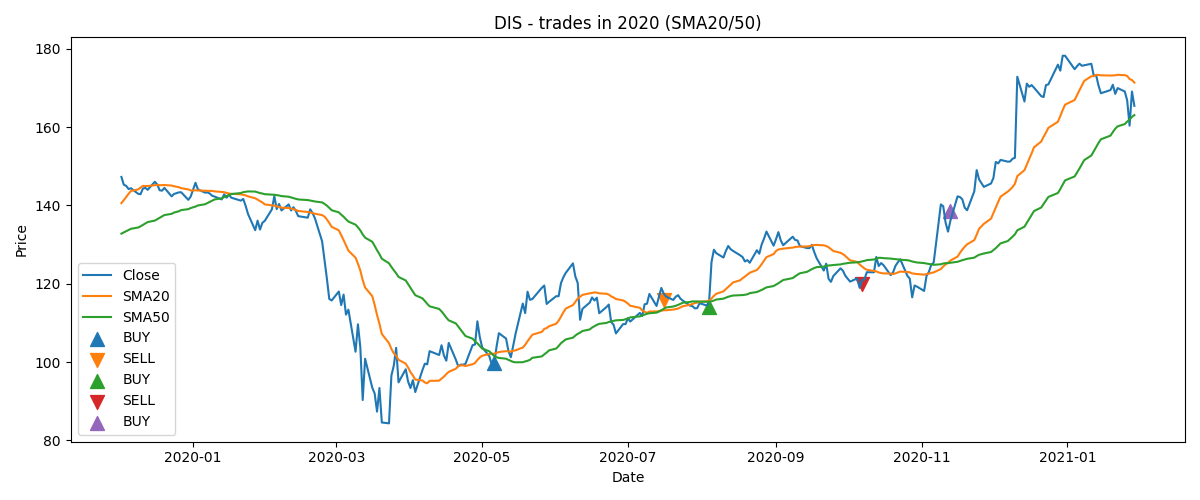 DIS - trades in 2020 (SMA20/50)
Price
180
160
140
120
100
80
Close
SMA20
SMA50
BUY
SELL
BUY
SELL
BUY
2020-01
2020-03
2020-05
2020-07
2020-09
2020-11
2021-01
Date